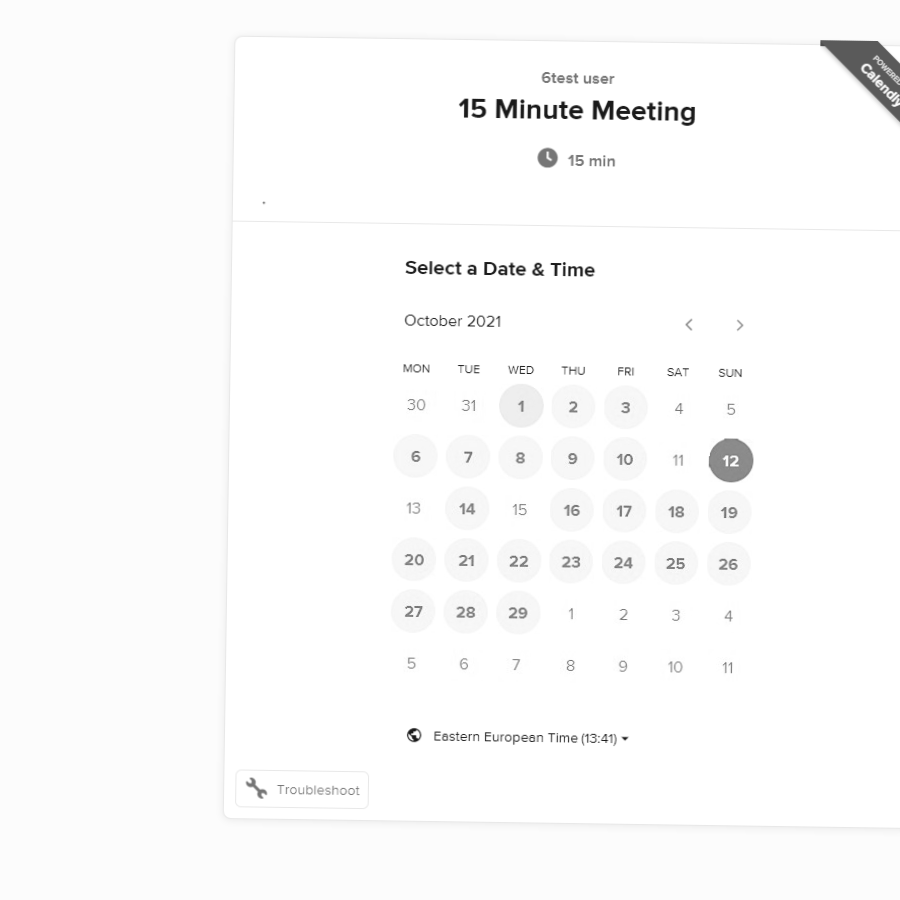 POWERED
Calendly
6test user
15 Minute Meeting
15 min
.
Select a Date & Time
October 2021
MON TUE WED THU FRI SAT SUN
30 31 1 2 3 4 5
6 7 8 9 10 11 12
13 14 15 16 17 18 19
20 21 22 23 24 25 26
27 28 29 1 2 3 4
5 6 7 8 9 10 11
Eastern European Time (13:41)
Troubleshoot